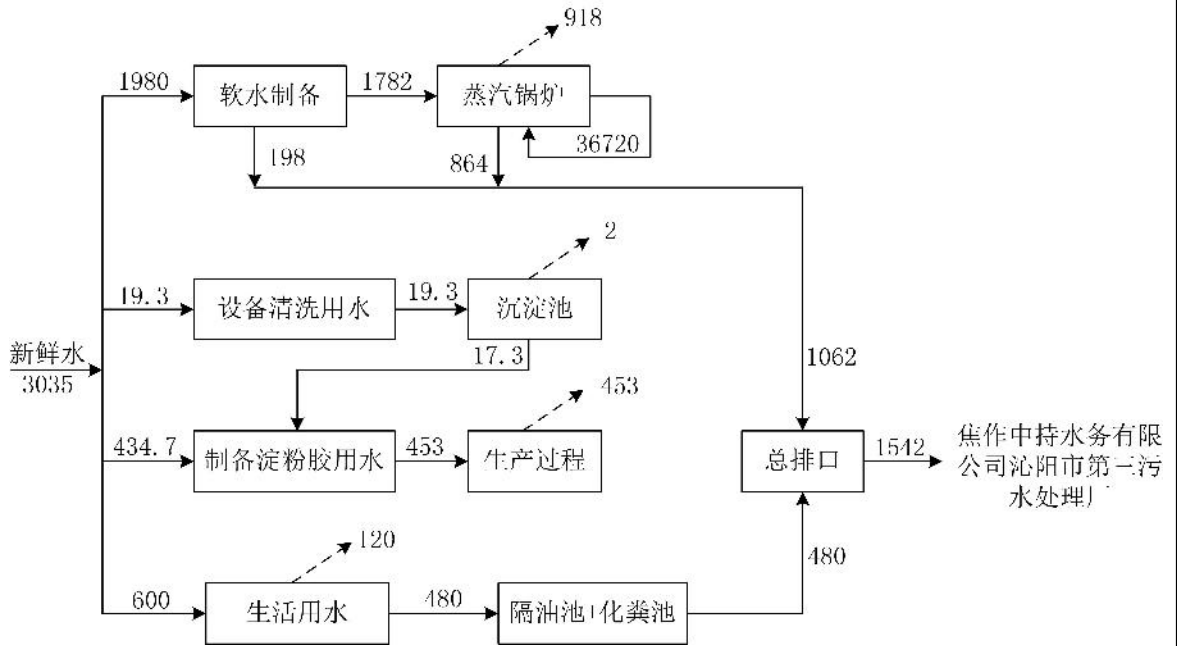 918
1980
软水制备
1782
蒸汽锅炉
36720
198
864
2
19.3
设备清洗用水
19.3
沉淀池
新鲜水
3035
17.3
1062
453
434.7
制备淀粉胶用水
453
生产过程
总排口
1542
焦作中持水务有限
公司沁阳市第三污
水处理厂
120
480
600
生活用水
480
隔油池+化粪池